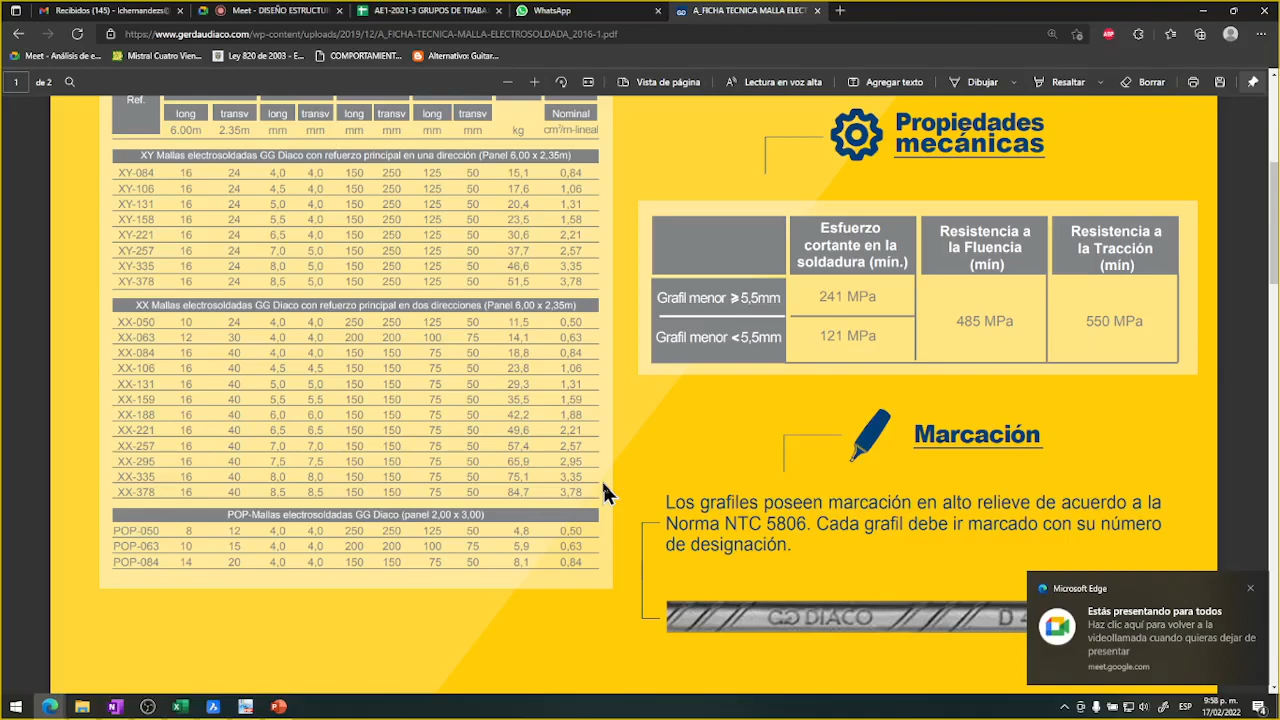 Recibidos (145) - lchernandezs@
Meet - DISEÑO ESTRUCT
AE1-2021-3 GRUPOS DE TRABA
WhatsApp
A_FICHA TECNICA MALLA ELECT
https://www.gerdaudiaco.com/wp-content/uploads/2019/12/A_FICHA-TECNICA-MALLA-ELECTROSOLDADA_2016-1.pdf
Meet - Análisis de e...
Mistral Cuatro Vien...
Ley 820 de 2003 - E...
COMPORTAMIENT...
Alternativo: Guitar...
1 de 2
Vista de página
Lectura en voz alta
Agregar texto
Dibujar
Resaltar
Borrar
Ref.
long transv long transv long transv long transv Nominal
6.00m 2.35m mm mm mm mm mm mm kg cm²/m-lineal
XY Mallas electrosoldadas GG Diaco con refuerzo principal en una dirección (Panel 6,00 x 2,35m)
XY-084 16 24 4,0 4,0 150 250 125 50 15,1 0,84
XY-106 16 24 4,5 4,0 150 250 125 50 17,6 1,06
XY-131 16 24 5,0 4,0 150 250 125 50 20,4 1,31
XY-158 16 24 5,5 4,0 150 250 125 50 23,5 1,58
XY-221 16 24 6,5 4,0 150 250 125 50 30,6 2,21
XY-257 16 24 7,0 5,0 150 250 125 50 37,7 2,57
XY-335 16 24 8,0 5,0 150 250 125 50 46,6 3,35
XY-378 16 24 8,5 5,0 150 250 125 50 51,5 3,78
XX Mallas electrosoldadas GG Diaco con refuerzo principal en dos direcciones (Panel 6,00 x 2,35m)
XX-050 10 24 4,0 4,0 250 250 125 50 11,5 0,50
XX-063 12 30 4,0 4,0 200 200 100 75 14,1 0,63
XX-084 16 40 4,0 4,0 150 150 75 50 18,8 0,84
XX-106 16 40 4,5 4,5 150 150 75 50 23,8 1,06
XX-131 16 40 5,0 5,0 150 150 75 50 29,3 1,31
XX-159 16 40 5,5 5,5 150 150 75 50 35,5 1,59
XX-188 16 40 6,0 6,0 150 150 75 50 42,2 1,88
XX-221 16 40 6,5 6,5 150 150 75 50 49,6 2,21
XX-257 16 40 7,0 7,0 150 150 75 50 57,4 2,57
XX-295 16 40 7,5 7,5 150 150 75 50 65,9 2,95
XX-335 16 40 8,0 8,0 150 150 75 50 75,1 3,35
XX-378 16 40 8,5 8,5 150 150 75 50 84,7 3,78
POP-Mallas electrosoldadas GG Diaco (panel 2,00 x 3,00)
POP-050 8 12 4,0 4,0 250 250 125 50 4,8 0,50
POP-063 10 15 4,0 4,0 200 200 100 75 5,9 0,63
POP-084 14 20 4,0 4,0 150 150 75 50 8,1 0,84
Propiedades
mecánicas
Esfuerzo
cortante en la
soldadura (mín.)
Resistencia a
la Fluencia
(mín)
Resistencia a
la Tracción
(mín)
Grafil menor ⩾ 5,5mm 241 MPa
485 MPa 550 MPa
Grafil menor < 5,5mm 121 MPa
Marcación
Los grafiles poseen marcación en alto relieve de acuerdo a la
Norma NTC 5806. Cada grafil debe ir marcado con su número
de designación.
GG DIACO D 4
Microsoft Edge
Estás presentando para todos
Haz clic aquí para volver a la
videollamada cuando quieras dejar de
presentar
meet.google.com
ESP
9:58 p. m.
17/02/2022
4